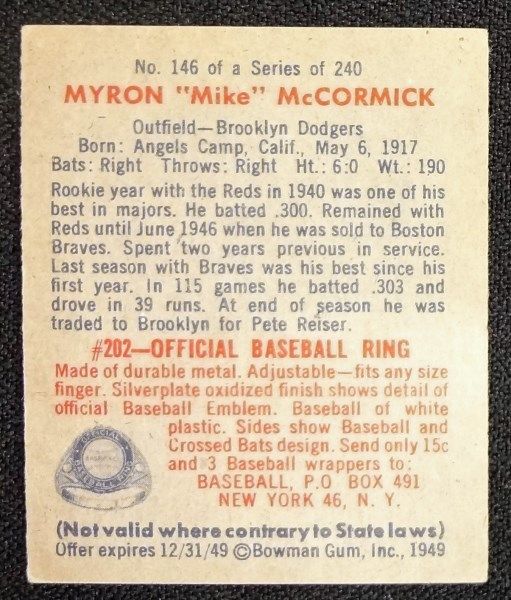 No. 146 of a Series of 240
MYRON "Mike" McCORMICK
Outfield—Brooklyn Dodgers
Born: Angels Camp, Calif., May 6, 1917
Bats: Right Throws: Right Ht.: 6:0 Wt.: 190
Rookie year with the Reds in 1940 was one of his
best in majors. He batted .300. Remained with
Reds until June 1946 when he was sold to Boston
Braves. Spent two years previous in service.
Last season with Braves was his best since his
first year. In 115 games he batted .303 and
drove in 39 runs. At end of season he was
traded to Brooklyn for Pete Reiser.
#202—OFFICIAL BASEBALL RING
Made of durable metal. Adjustable—fits any size
finger. Silverplate oxidized finish shows detail of
official Baseball Emblem. Baseball of white
plastic. Sides show Baseball and
Crossed Bats design. Send only 15c
and 3 Baseball wrappers to:
BASEBALL, P.O BOX 491
NEW YORK 46, N. Y.
OFFICIAL
BASEBALL RING
(Not valid where contrary to State laws)
Offer expires 12/31/49 ©Bowman Gum, Inc., 1949